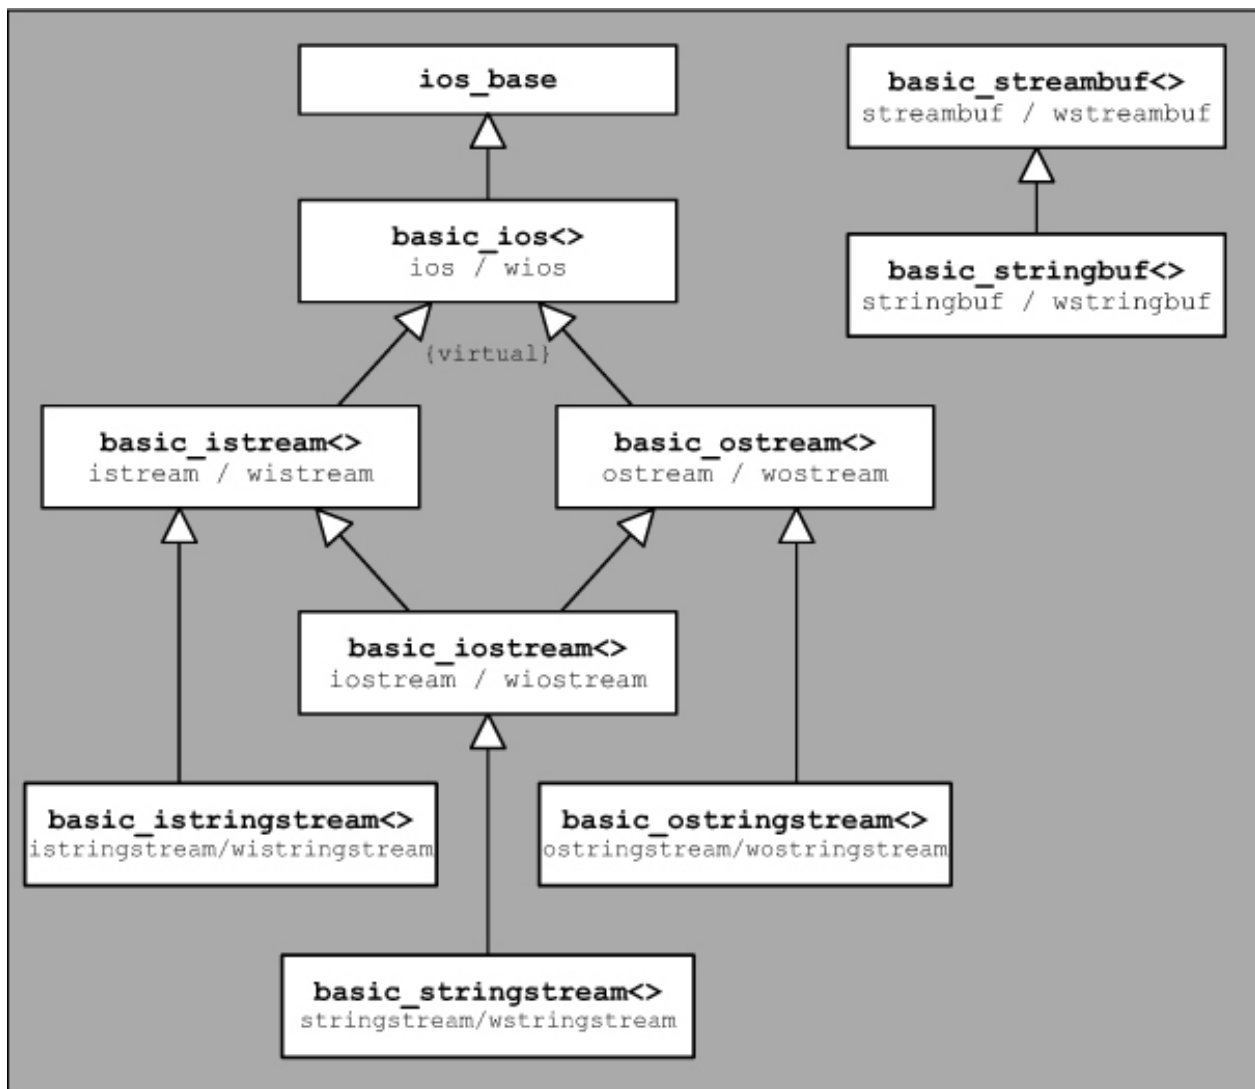 ios_base
basic_streambuf<>
streambuf / wstreambuf
basic_ios<>
ios / wios
basic_stringbuf<>
stringbuf / wstringbuf
{virtual}
basic_istream<>
istream / wistream
basic_ostream<>
ostream / wostream
basic_iostream<>
iostream / wiostream
basic_istringstream<>
istringstream/wistringstream
basic_ostringstream<>
ostringstream/wostringstream
basic_stringstream<>
stringstream/wstringstream